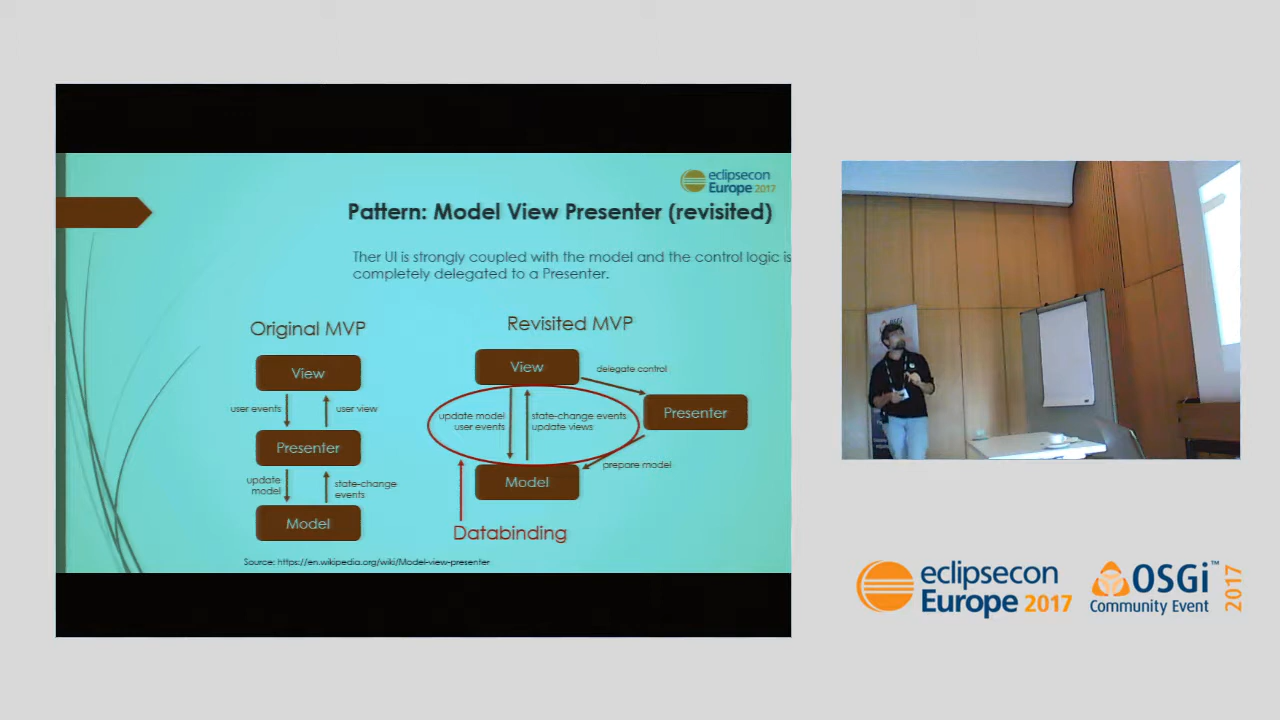 eclipsecon
Europe 2017
Pattern: Model View Presenter (revisited)
Ther UI is strongly coupled with the model and the control logic is
completely delegated to a Presenter.
Original MVP
View
user events
user view
Presenter
update
model
state-change
events
Model
Source: https://en.wikipedia.org/wiki/Model-view-presenter
Revisited MVP
View
delegate control
update model
user events
state-change events
update views
Presenter
prepare model
Model
Databinding
OSGi
eclipsecon
Europe 2017
OSGi™
Community Event
2017